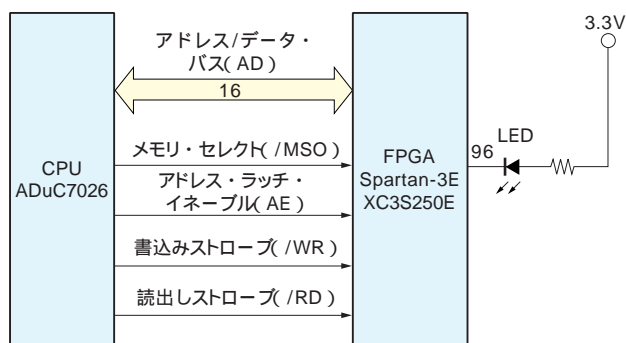 アドレス/データ・
バス(AD)
16
メモリ・セレクト(/MSO)
アドレス・ラッチ・
イネーブル(AE)
書込みストローブ(/WR)
読出しストローブ(/RD)
CPU
ADuC7026
FPGA
Spartan-3E
XC3S250E
96
LED
3.3V